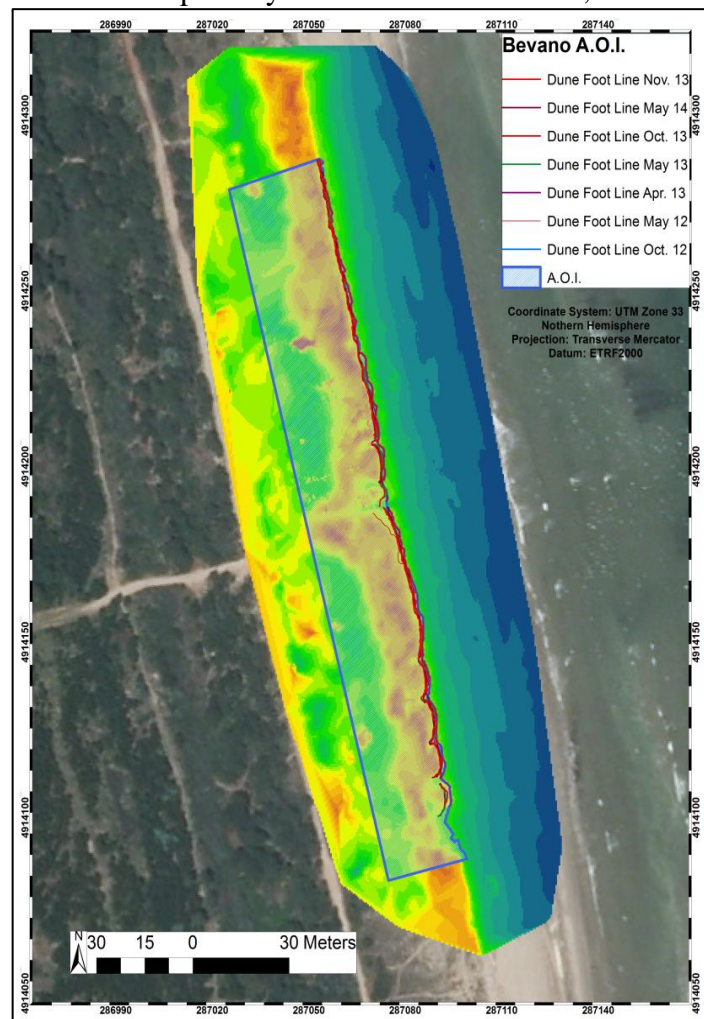 286990 287020 287050 287080 287110 287140
Bevano A.O.I.
Dune Foot Line Nov. 13
Dune Foot Line May 14
Dune Foot Line Oct. 13
Dune Foot Line May 13
Dune Foot Line Apr. 13
Dune Foot Line May 12
Dune Foot Line Oct. 12
A.O.I.
Coordinate System: UTM Zone 33
Nothern Hemisphere
Projection: Transverse Mercator
Datum: ETRF2000
4914300 4914300
4914250 4914250
4914200 4914200
4914150 4914150
4914100 4914100
4914050 4914050
N
30 15 0 30 Meters
286990 287020 287050 287080 287110 287140